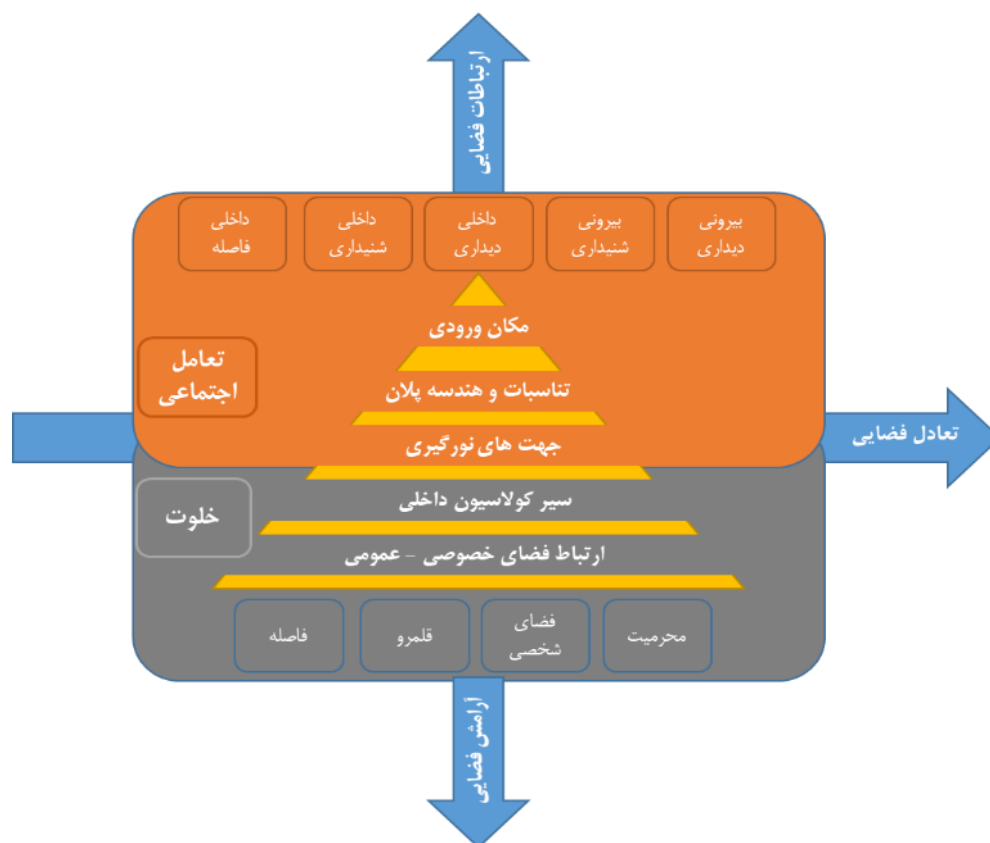 ارتباطات فضایی
بیرونی
دیداری
بیرونی
شنیداری
داخلی
دیداری
داخلی
شنیداری
داخلی
فاصله
مکان ورودی
تعامل
اجتماعی
تناسبات و هندسه پلان
تعادل فضایی
جهت های نورگیری
خلوت
سیر کولاسیون داخلی
ارتباط فضای خصوصی – عمومی
محرمیت
فضای
شخصی
قلمرو
فاصله
آرامش فضایی